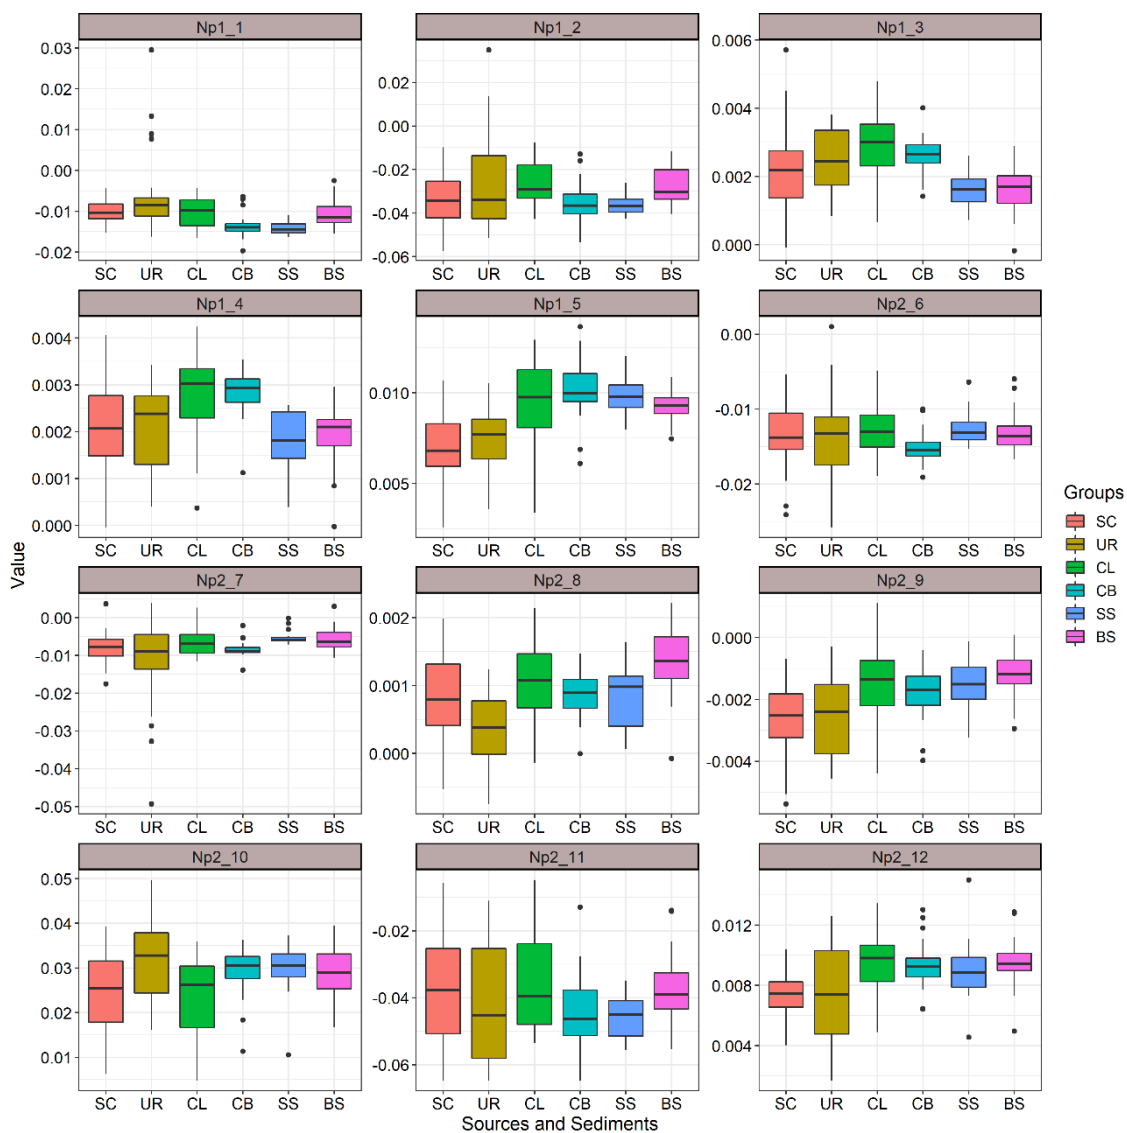 Np1_1 Np1_2 Np1_3
0.03 0.02 0.01 0.00 -0.01 -0.02
0.02 0.00 -0.02 -0.04 -0.06
0.006 0.004 0.002 0.000
SC UR CL CB SS BS SC UR CL CB SS BS SC UR CL CB SS BS
Np1_4 Np1_5 Np2_6
0.004 0.003 0.002 0.001 0.000
0.010 0.005
0.00 -0.01 -0.02
SC UR CL CB SS BS SC UR CL CB SS BS SC UR CL CB SS BS
Np2_7 Np2_8 Np2_9
0.00 -0.01 -0.02 -0.03 -0.04 -0.05
0.002 0.001 0.000
0.000 -0.002 -0.004
SC UR CL CB SS BS SC UR CL CB SS BS SC UR CL CB SS BS
Np2_10 Np2_11 Np2_12
0.05 0.04 0.03 0.02 0.01
-0.02 -0.04 -0.06
0.012 0.008 0.004
SC UR CL CB SS BS SC UR CL CB SS BS SC UR CL CB SS BS
Value
Sources and Sediments
Groups
SC
UR
CL
CB
SS
BS